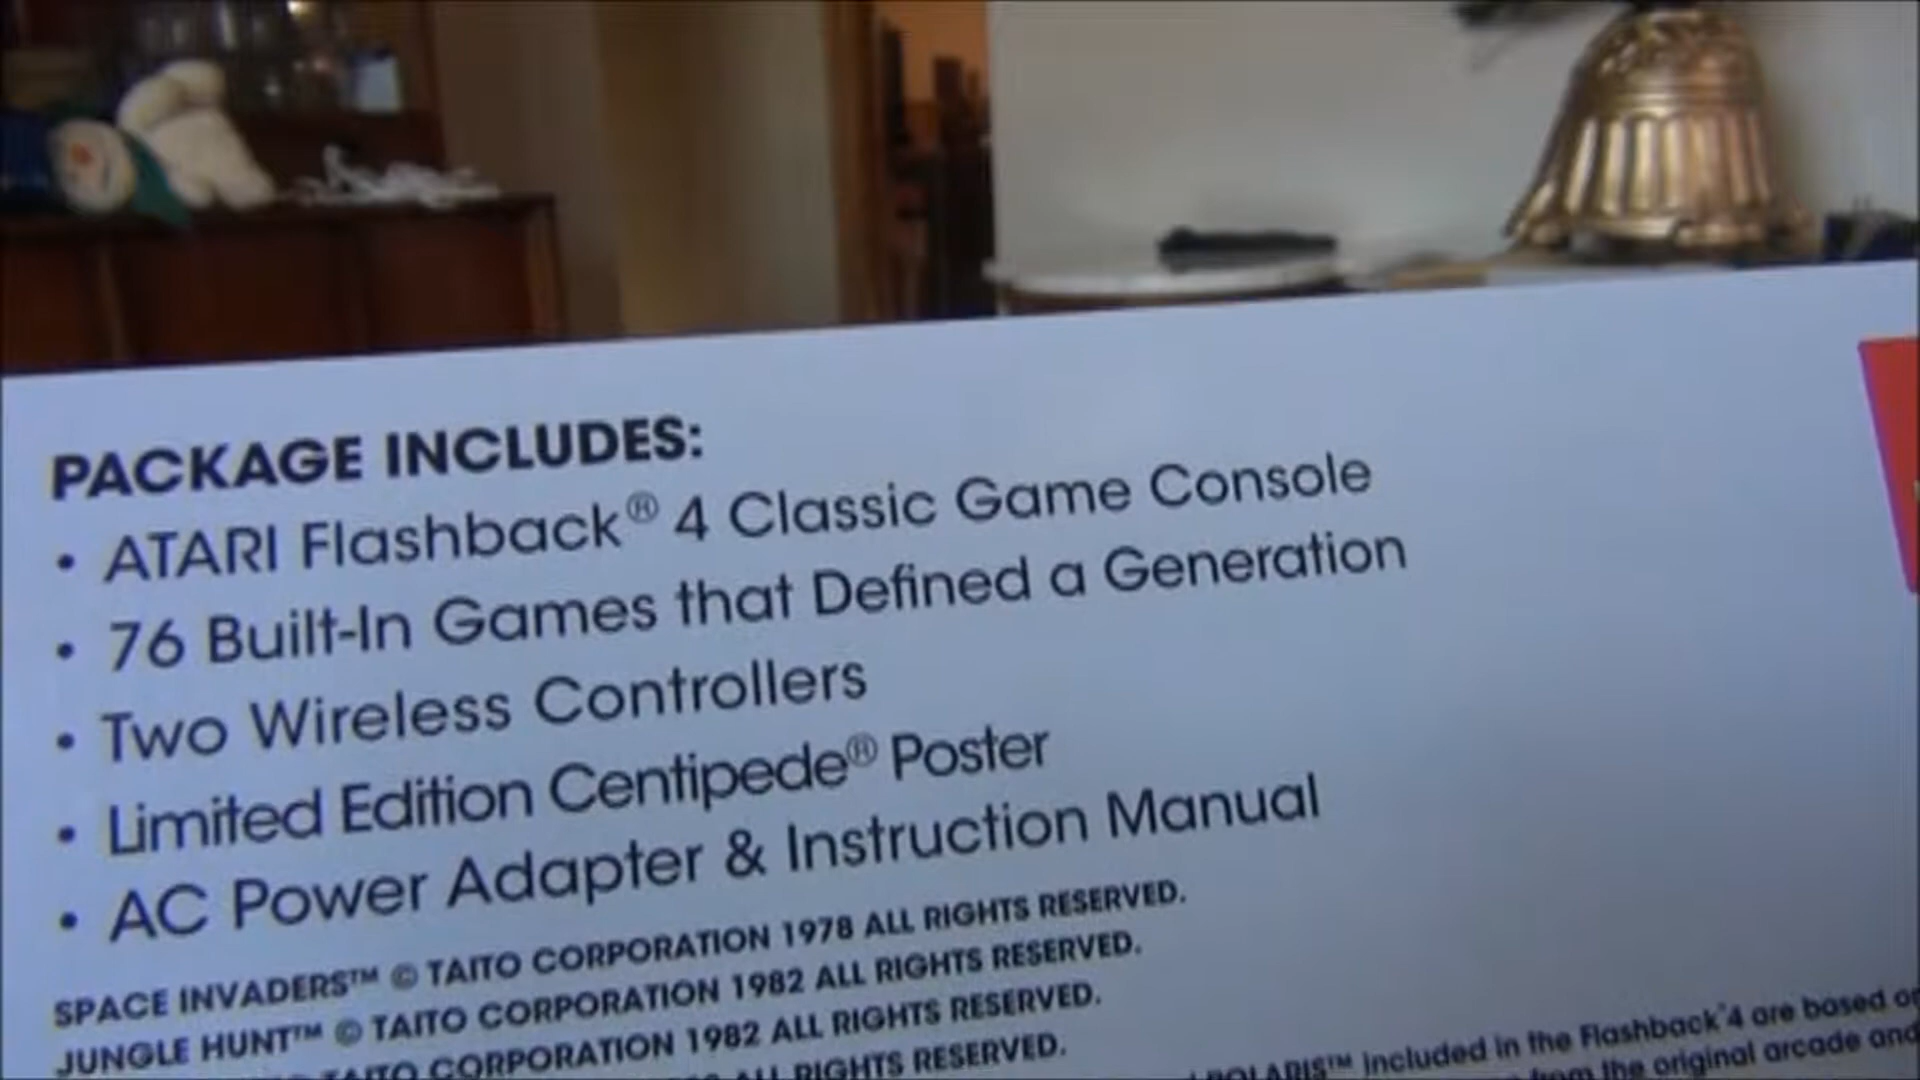 PACKAGE INCLUDES:
• ATARI Flashback® 4 Classic Game Console
• 76 Built-In Games that Defined a Generation
• Two Wireless Controllers
• Limited Edition Centipede® Poster
• AC Power Adapter & Instruction Manual
SPACE INVADERS™ © TAITO CORPORATION 1978 ALL RIGHTS RESERVED.
JUNGLE HUNT™ © TAITO CORPORATION 1982 ALL RIGHTS RESERVED.
TAITO CORPORATION 1982 ALL RIGHTS RESERVED.
ALL RIGHTS RESERVED.
POLARIS™ included in the Flashback®4 are based
from the original arcade and